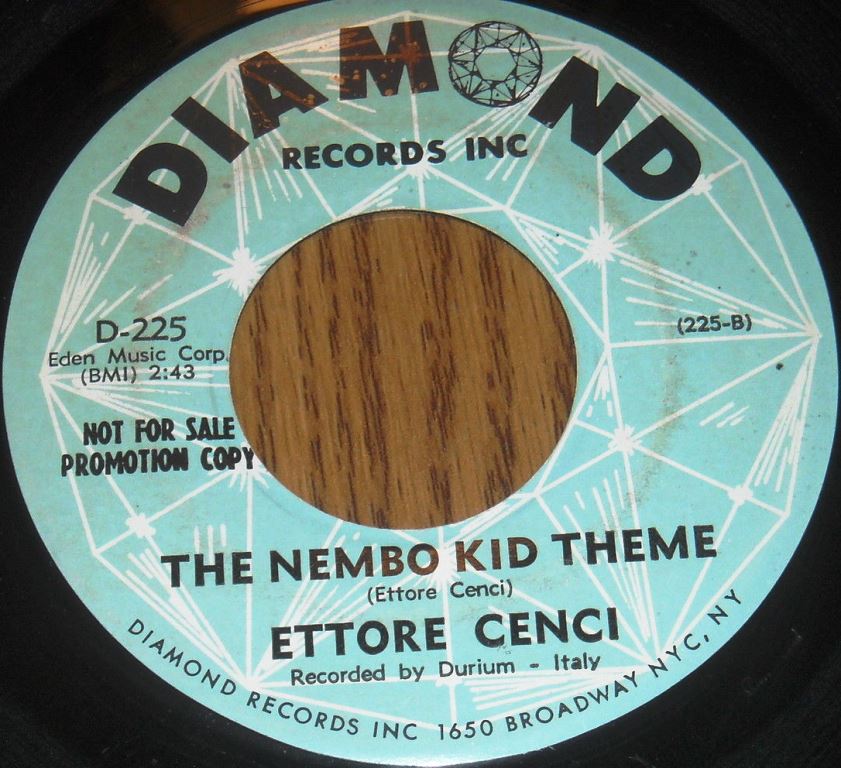 DIAMOND
RECORDS INC
D-225
Eden Music Corp.
(BMI) 2:43
(225-B)
NOT FOR SALE
PROMOTION COPY
THE NEMBO KID THEME
(Ettore Cenci)
ETTORE CENCI
Recorded by Durium - Italy
DIAMOND RECORDS INC 1650 BROADWAY NYC, NY